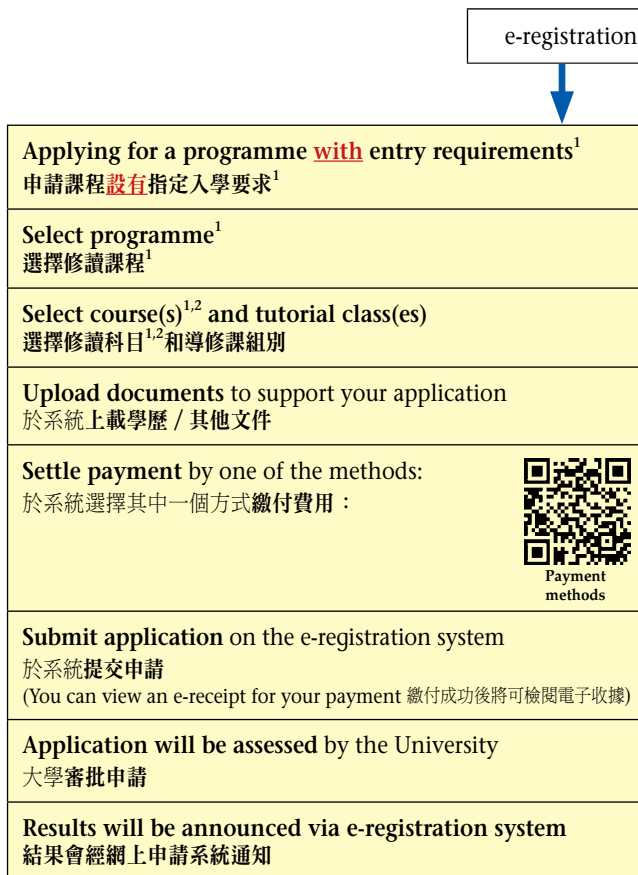 e-registration
Applying for a programme with entry requirements1
申請課程設有指定入學要求1
Select programme1
選擇修讀課程1
Select course(s)1,2 and tutorial class(es)
選擇修讀科目1,2和導修課組別
Upload documents to support your application
於系統上載學歷 / 其他文件
Settle payment by one of the methods:
於系統選擇其中一個方式繳付費用：
Payment
methods
Submit application on the e-registration system
於系統提交申請
(You can view an e-receipt for your payment 繳付成功後將可檢閱電子收據)
Application will be assessed by the University
大學審批申請
Results will be announced via e-registration system
結果會經網上申請系統通知